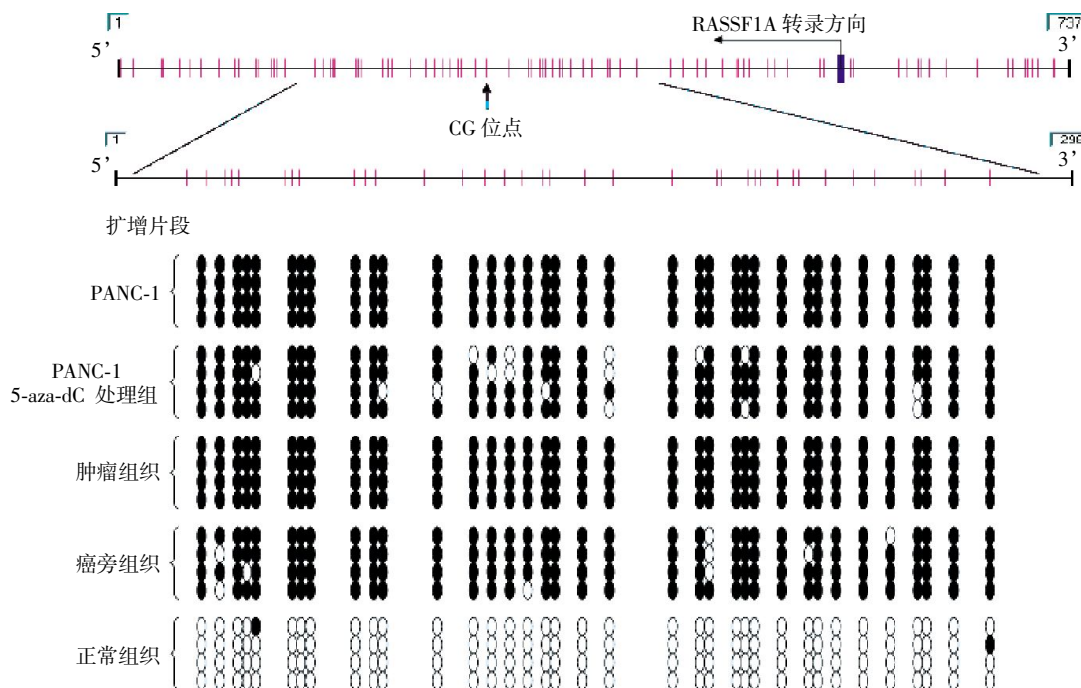 1
RASSF1A 转录方向
737
5’
3’
CG 位点
1
290
5’
3’
扩增片段
PANC-1
PANC-1
5-aza-dC 处理组
肿瘤组织
癌旁组织
正常组织